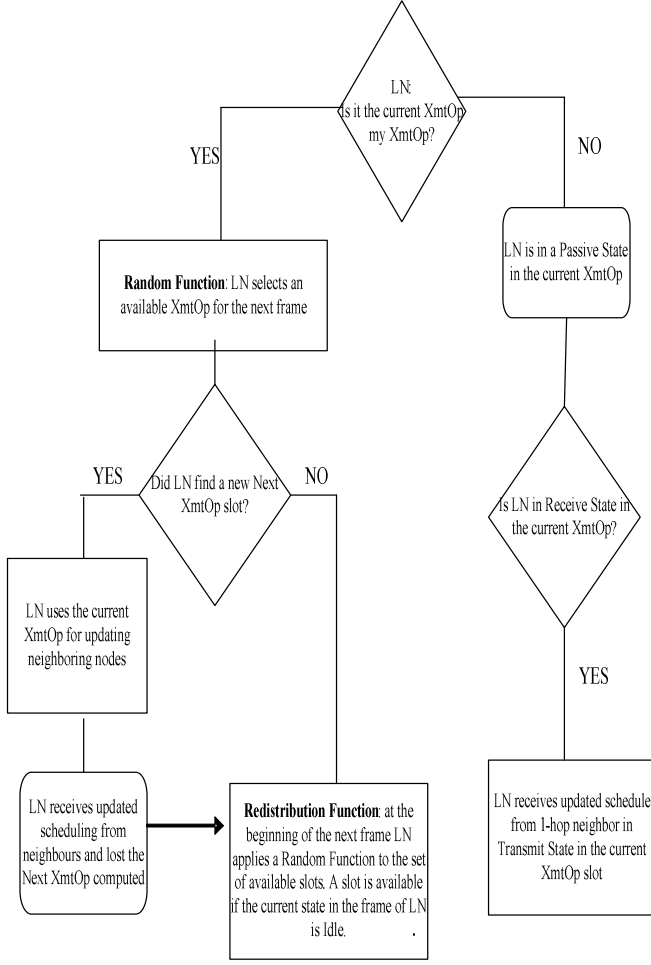 LN:
Is it the current XmtOp
my XmtOp?
YES
NO
LN is in a Passive State
in the current XmtOp
Random Function: LN selects an
available XmtOp for the next frame
YES
NO
Did LN find a new Next
XmtOp slot?
Is LN in Receive State in
the current XmtOp?
LN uses the current
XmtOp for updating
neighboring nodes
YES
LN receives updated
scheduling from
neighbours and lost the
Next XmtOp computed
Redistribution Function: at the
beginning of the next frame LN
applies a Random Function to the set
of available slots. A slot is available
if the current state in the frame of LN
is Idle.
LN receives updated schedule
from 1-hop neighbor in
Transmit State in the current
XmtOp slot